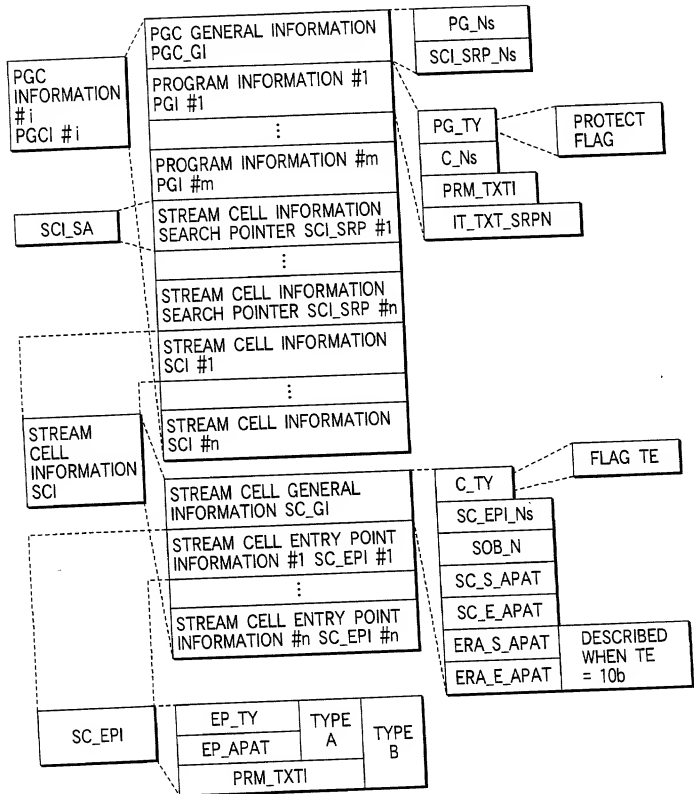 PGC
INFORMATION
#i
PGCI #i
PGC GENERAL INFORMATION
PGC_GI
PROGRAM INFORMATION #1
PGI #1
⋮
PROGRAM INFORMATION #m
PGI #m
STREAM CELL INFORMATION
SEARCH POINTER SCI_SRP #1
⋮
STREAM CELL INFORMATION
SEARCH POINTER SCI_SRP #n
STREAM CELL INFORMATION
SCI #1
⋮
STREAM CELL INFORMATION
SCI #n
PG_Ns
SCI_SRP_Ns
PG_TY
C_Ns
PRM_TXTI
IT_TXT_SRPN
PROTECT
FLAG
SCI_SA
STREAM
CELL
INFORMATION
SCI
STREAM CELL GENERAL
INFORMATION SC_GI
STREAM CELL ENTRY POINT
INFORMATION #1 SC_EPI #1
⋮
STREAM CELL ENTRY POINT
INFORMATION #n SC_EPI #n
C_TY
SC_EPI_Ns
SOB_N
SC_S_APAT
SC_E_APAT
ERA_S_APAT
ERA_E_APAT
FLAG TE
DESCRIBED
WHEN TE
= 10b
SC_EPI
EP_TY
EP_APAT
PRM_TXTI
TYPE
A
TYPE
B